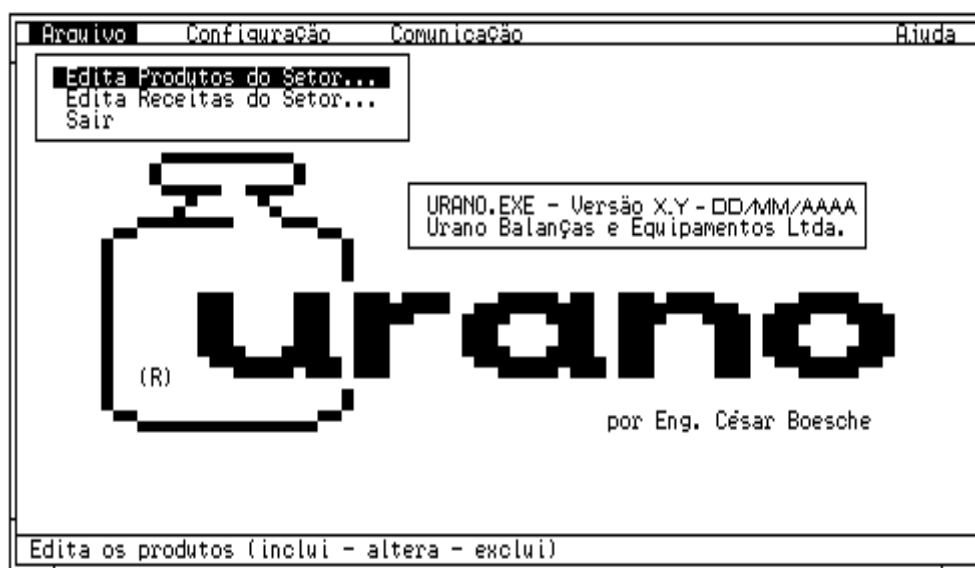 Arquivo Configuração Comunicação Ajuda
Edita Produtos do Setor...
Edita Receitas do Setor...
Sair
URANO.EXE - Versão X.Y - DD/MM/AAAA
Urano Balanças e Equipamentos Ltda.
urano
(R)
por Eng. César Boesche
Edita os produtos (inclui - altera - exclui)